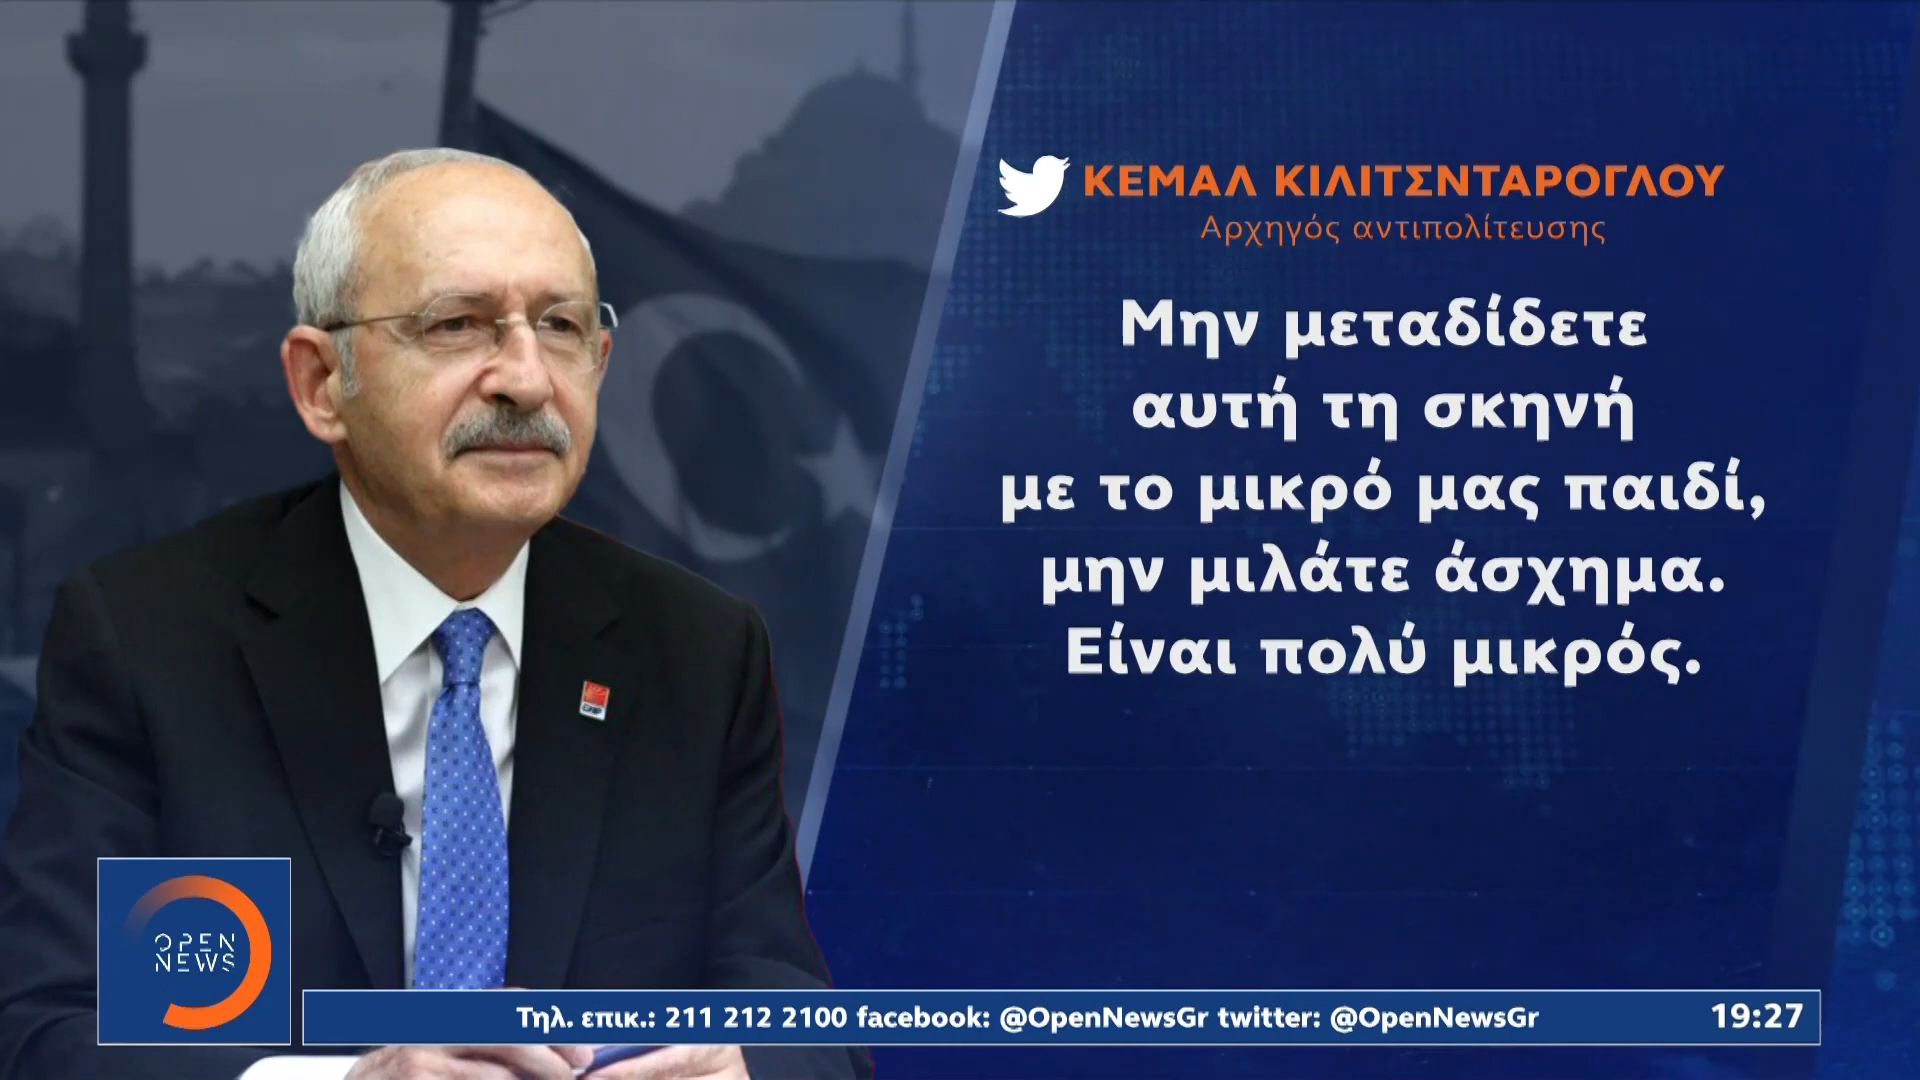 ΚΕΜΑΛ ΚΙΛΙΤΣΝΤΑΡΟΓΛΟΥ
Αρχηγός αντιπολίτευσης
Μην μεταδίδετε
αυτή τη σκηνή
με το μικρό μας παιδί,
μην μιλάτε άσχημα.
Είναι πολύ μικρός.
CHP
OPEN
NEWS
Τηλ. επικ.: 211 212 2100 facebook: @OpenNewsGr twitter: @OpenNewsGr
19:27